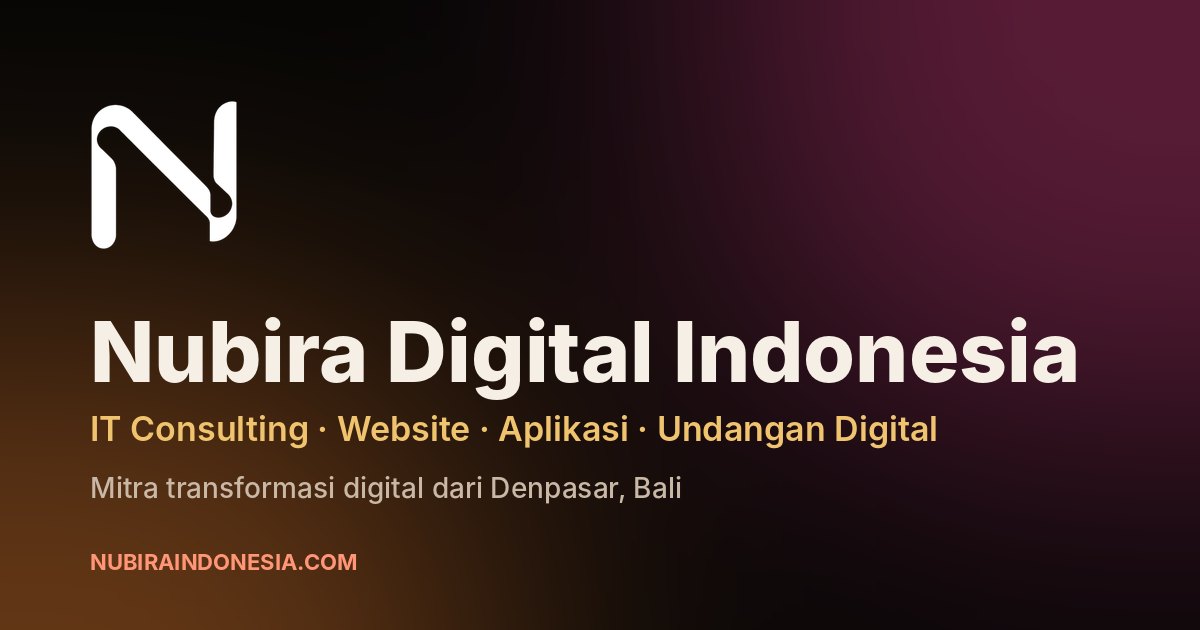 Nubira Digital Indonesia
IT Consulting · Website · Aplikasi · Undangan Digital
Mitra transformasi digital dari Denpasar, Bali
NUBIRAINDONESIA.COM